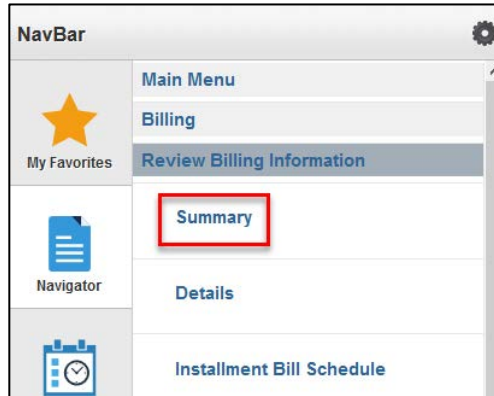 NavBar
Main Menu
Billing
My Favorites
Review Billing Information
Summary
Navigator
Details
Installment Bill Schedule